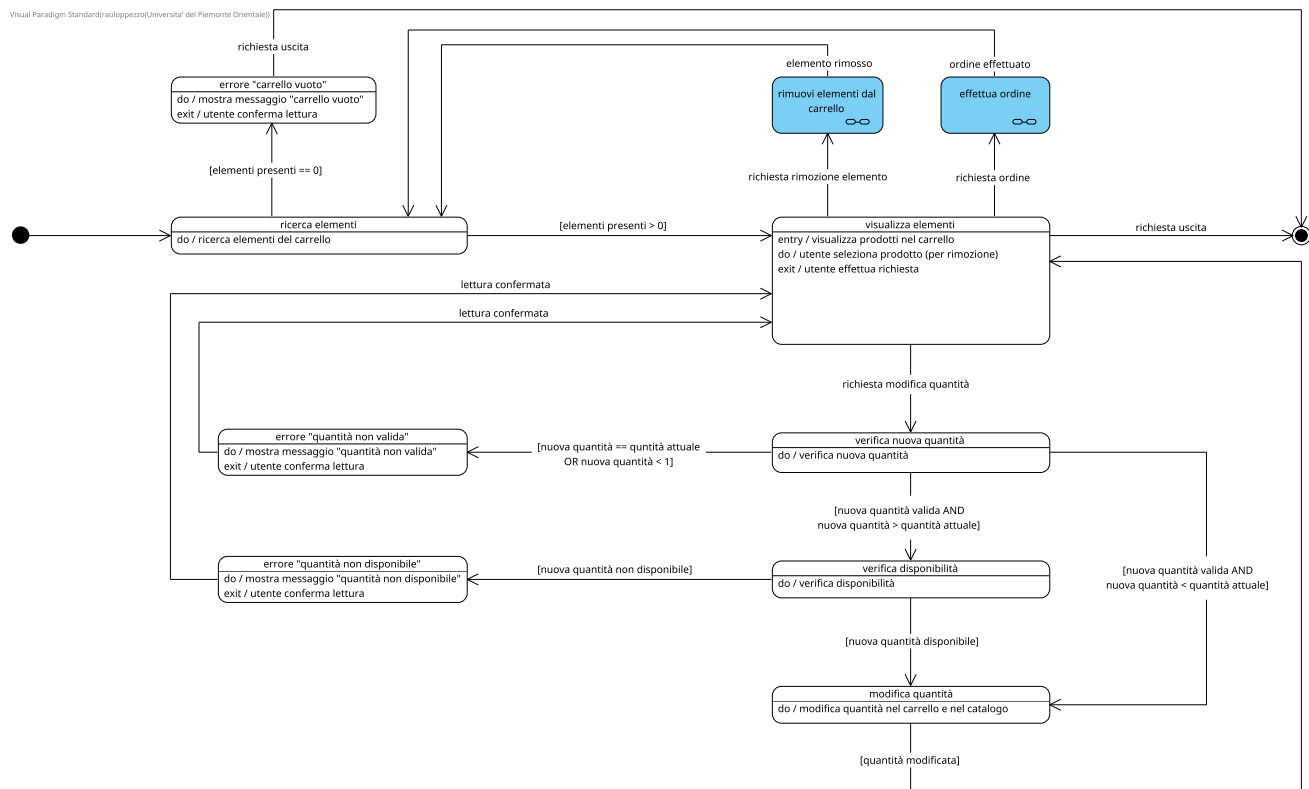 Visual Paradigm Standard(rauloppezzo(Universita' del Piemonte Orientale))
richiesta uscita
elemento rimosso
ordine effettuato
errore "carrello vuoto"
do / mostra messaggio "carrello vuoto"
exit / utente conferma lettura
rimuovi elementi dal
carrello
effettua ordine
[elementi presenti == 0]
richiesta rimozione elemento
richiesta ordine
ricerca elementi
do / ricerca elementi del carrello
[elementi presenti > 0]
visualizza elementi
entry / visualizza prodotti nel carrello
do / utente seleziona prodotto (per rimozione)
exit / utente effettua richiesta
richiesta uscita
lettura confermata
lettura confermata
richiesta modifica quantità
errore "quantità non valida"
do / mostra messaggio "quantità non valida"
exit / utente conferma lettura
[nuova quantità == quntità attuale
OR nuova quantità < 1]
verifica nuova quantità
do / verifica nuova quantità
[nuova quantità valida AND
nuova quantità > quantità attuale]
errore "quantità non disponibile"
do / mostra messaggio "quantità non disponibile"
exit / utente conferma lettura
[nuova quantità non disponibile]
verifica disponibilità
do / verifica disponibilità
[nuova quantità valida AND
nuova quantità < quantità attuale]
[nuova quantità disponibile]
modifica quantità
do / modifica quantità nel carrello e nel catalogo
[quantità modificata]